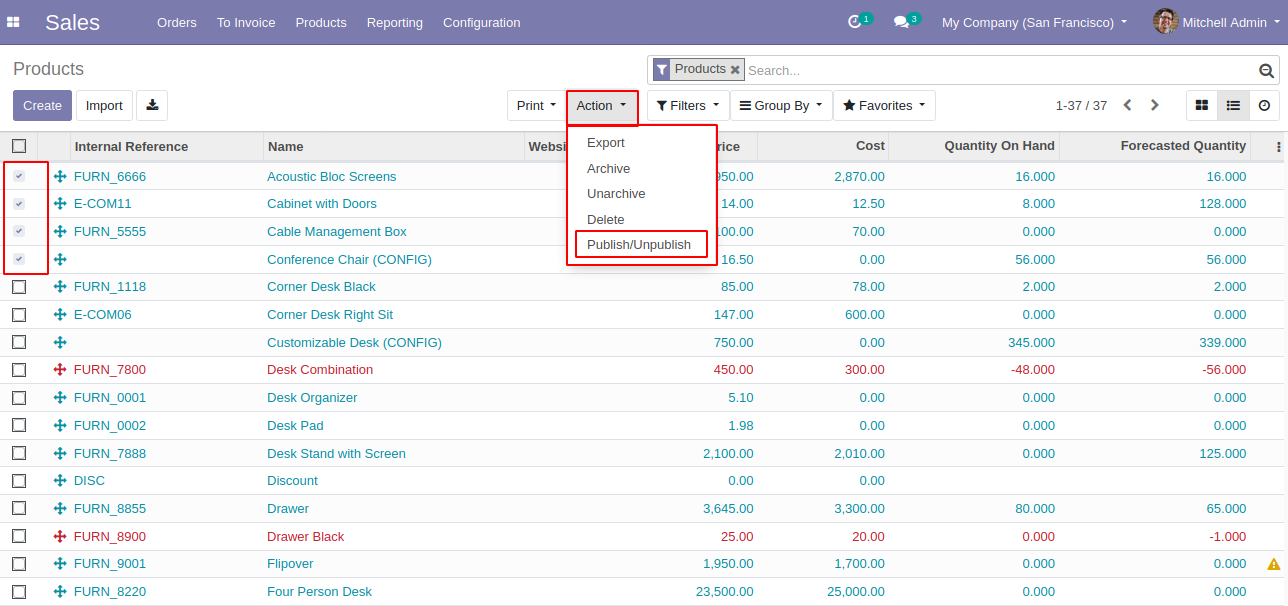 Sales Orders To Invoice Products Reporting Configuration 1 3 My Company (San Francisco) Mitchell Admin
Products Products Search...
Create Import Print Action Filters Group By Favorites 1-37 / 37
Internal Reference Name Websi rice Cost Quantity On Hand Forecasted Quantity
Export
Archive
Unarchive
Delete
Publish/Unpublish
FURN_6666 Acoustic Bloc Screens 950.00 2,870.00 16.000 16.000
E-COM11 Cabinet with Doors 14.00 12.50 8.000 128.000
FURN_5555 Cable Management Box 100.00 70.00 0.000 0.000
Conference Chair (CONFIG) 16.50 0.00 56.000 56.000
FURN_1118 Corner Desk Black 85.00 78.00 2.000 2.000
E-COM06 Corner Desk Right Sit 147.00 600.00 0.000 0.000
Customizable Desk (CONFIG) 750.00 0.00 345.000 339.000
FURN_7800 Desk Combination 450.00 300.00 -48.000 -56.000
FURN_0001 Desk Organizer 5.10 0.00 0.000 0.000
FURN_0002 Desk Pad 1.98 0.00 0.000 0.000
FURN_7888 Desk Stand with Screen 2,100.00 2,010.00 0.000 125.000
DISC Discount 0.00 0.00
FURN_8855 Drawer 3,645.00 3,300.00 80.000 65.000
FURN_8900 Drawer Black 25.00 20.00 0.000 -1.000
FURN_9001 Flipover 1,950.00 1,700.00 0.000 0.000
FURN_8220 Four Person Desk 23,500.00 25,000.00 0.000 0.000